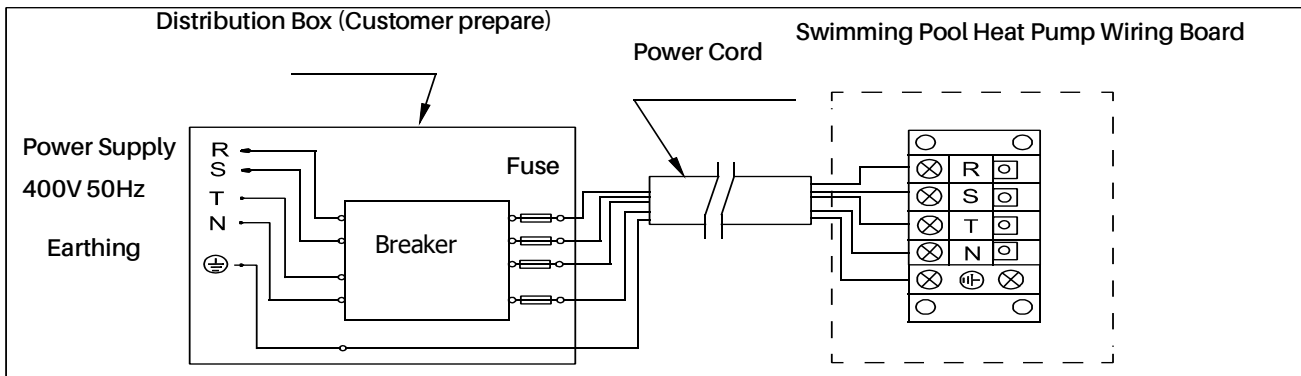 Distribution Box (Customer prepare)
Swimming Pool Heat Pump Wiring Board
Power Cord
Power Supply
400V 50Hz
Earthing
R
S
T
N
Fuse
Breaker
R
S
T
N